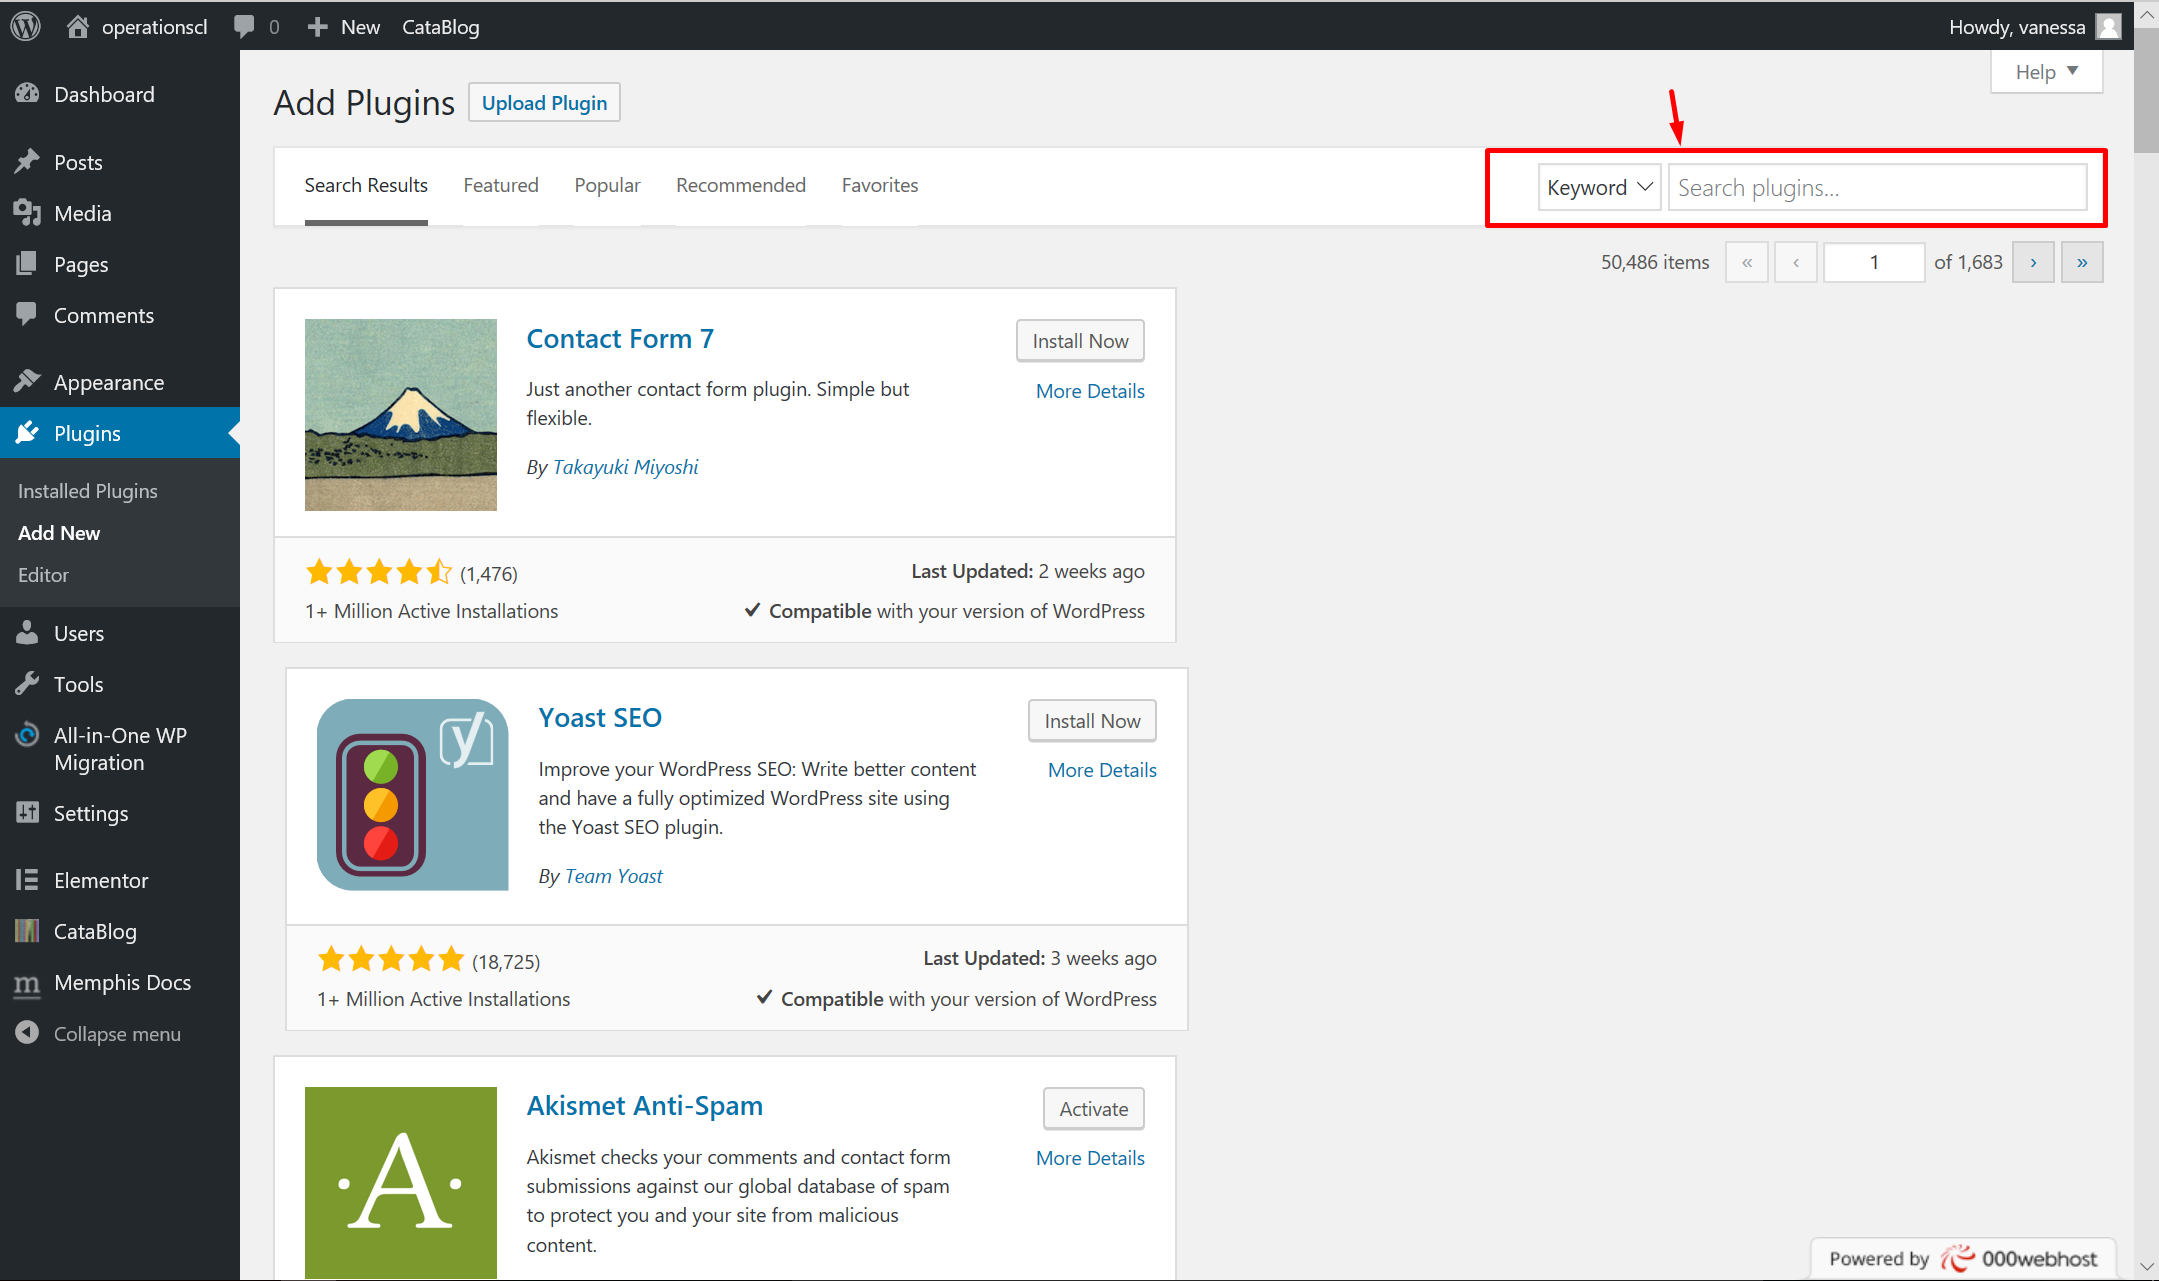 operationscl 0 New CataBlog Howdy, vanessa
Help
Dashboard
Posts
Media
Pages
Comments
Appearance
Plugins
Installed Plugins
Add New
Editor
Users
Tools
All-in-One WP
Migration
Settings
Elementor
CataBlog
m Memphis Docs
Collapse menu
Add Plugins Upload Plugin
Search Results Featured Popular Recommended Favorites Keyword Search plugins...
50,486 items « ‹ 1 of 1,683 › »
Contact Form 7 Install Now
More Details
Just another contact form plugin. Simple but
flexible.
By Takayuki Miyoshi
(1,476) Last Updated: 2 weeks ago
1+ Million Active Installations Compatible with your version of WordPress
y
Yoast SEO Install Now
More Details
Improve your WordPress SEO: Write better content
and have a fully optimized WordPress site using
the Yoast SEO plugin.
By Team Yoast
(18,725) Last Updated: 3 weeks ago
1+ Million Active Installations Compatible with your version of WordPress
·A·
Akismet Anti-Spam Activate
More Details
Akismet checks your comments and contact form
submissions against our global database of spam
to protect you and your site from malicious
content.
Powered by 000webhost